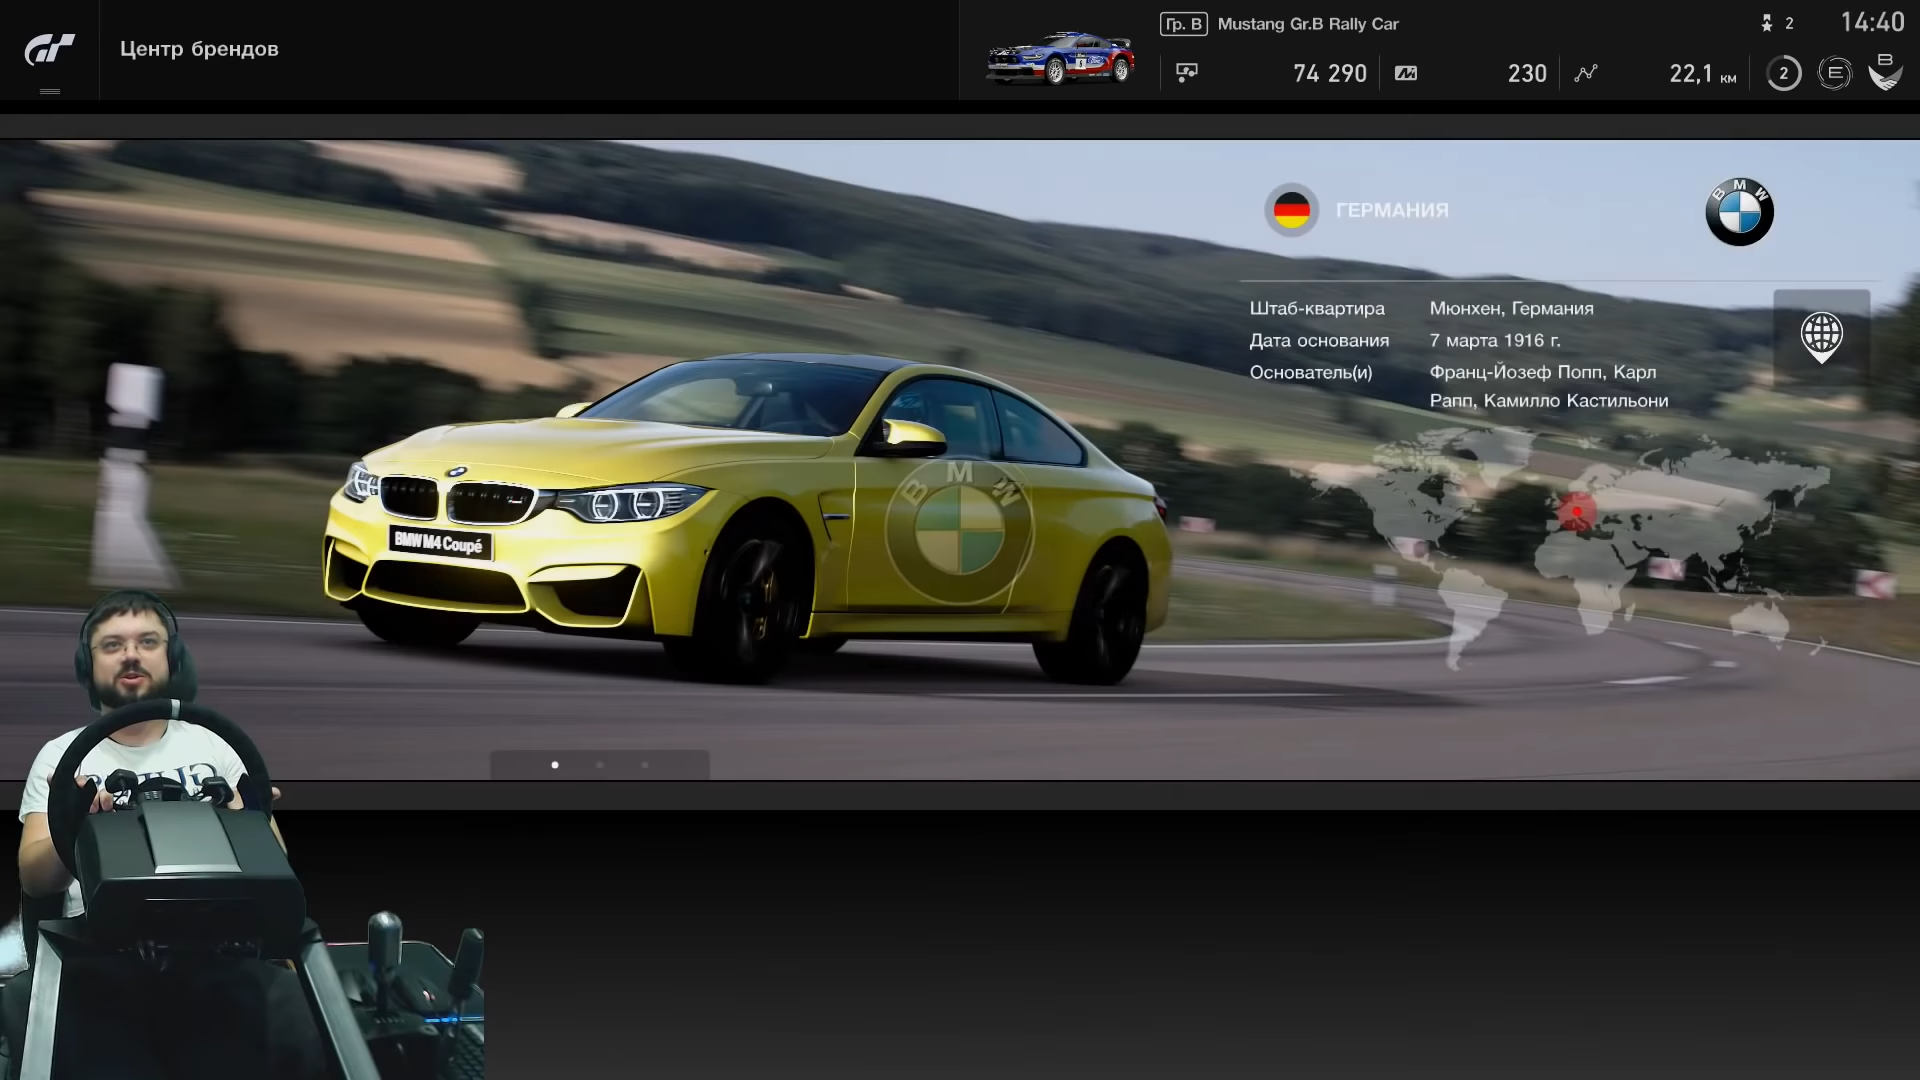 Центр брендов
Гр. B Mustang Gr.B Rally Car
2
14:40
74 290
230
22,1 км
2
E
B
ГЕРМАНИЯ
BMW
Штаб-квартира Мюнхен, Германия
Дата основания 7 марта 1916 г.
Основатель(и) Франц-Йозеф Попп, Карл
Рапп, Камилло Кастильони
BMW
BMW M4 Coupé